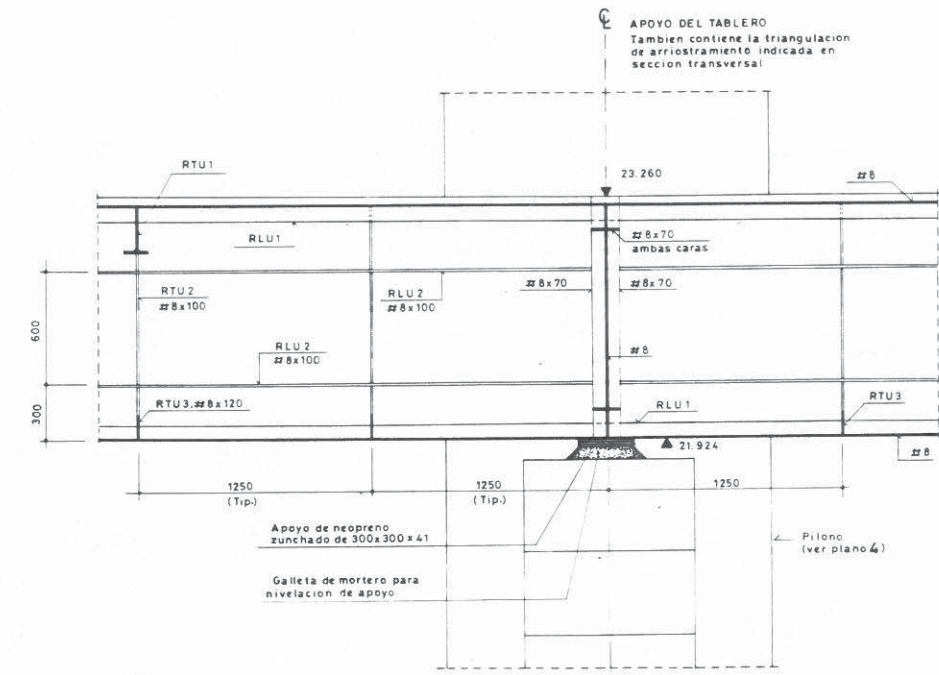 ℄ APOYO DEL TABLERO
Tambien contiene la triangulacion
de arriostramiento indicada en
seccion transversal
RTU1
23.260
#8
RLU1
#8x70
ambas caras
RTU2
#8x100
RLU2
#8x100
#8x70
#8x70
600
RLU2
#8x100
#8
300
RTU3.#8x120
RLU1
RTU3
21.924
#8
1250
(Tip.)
1250
(Tip.)
1250
Apoyo de neopreno
zunchado de 300x300x41
Pilono
(ver plano 4)
Galleta de mortero para
nivelacion de apoyo